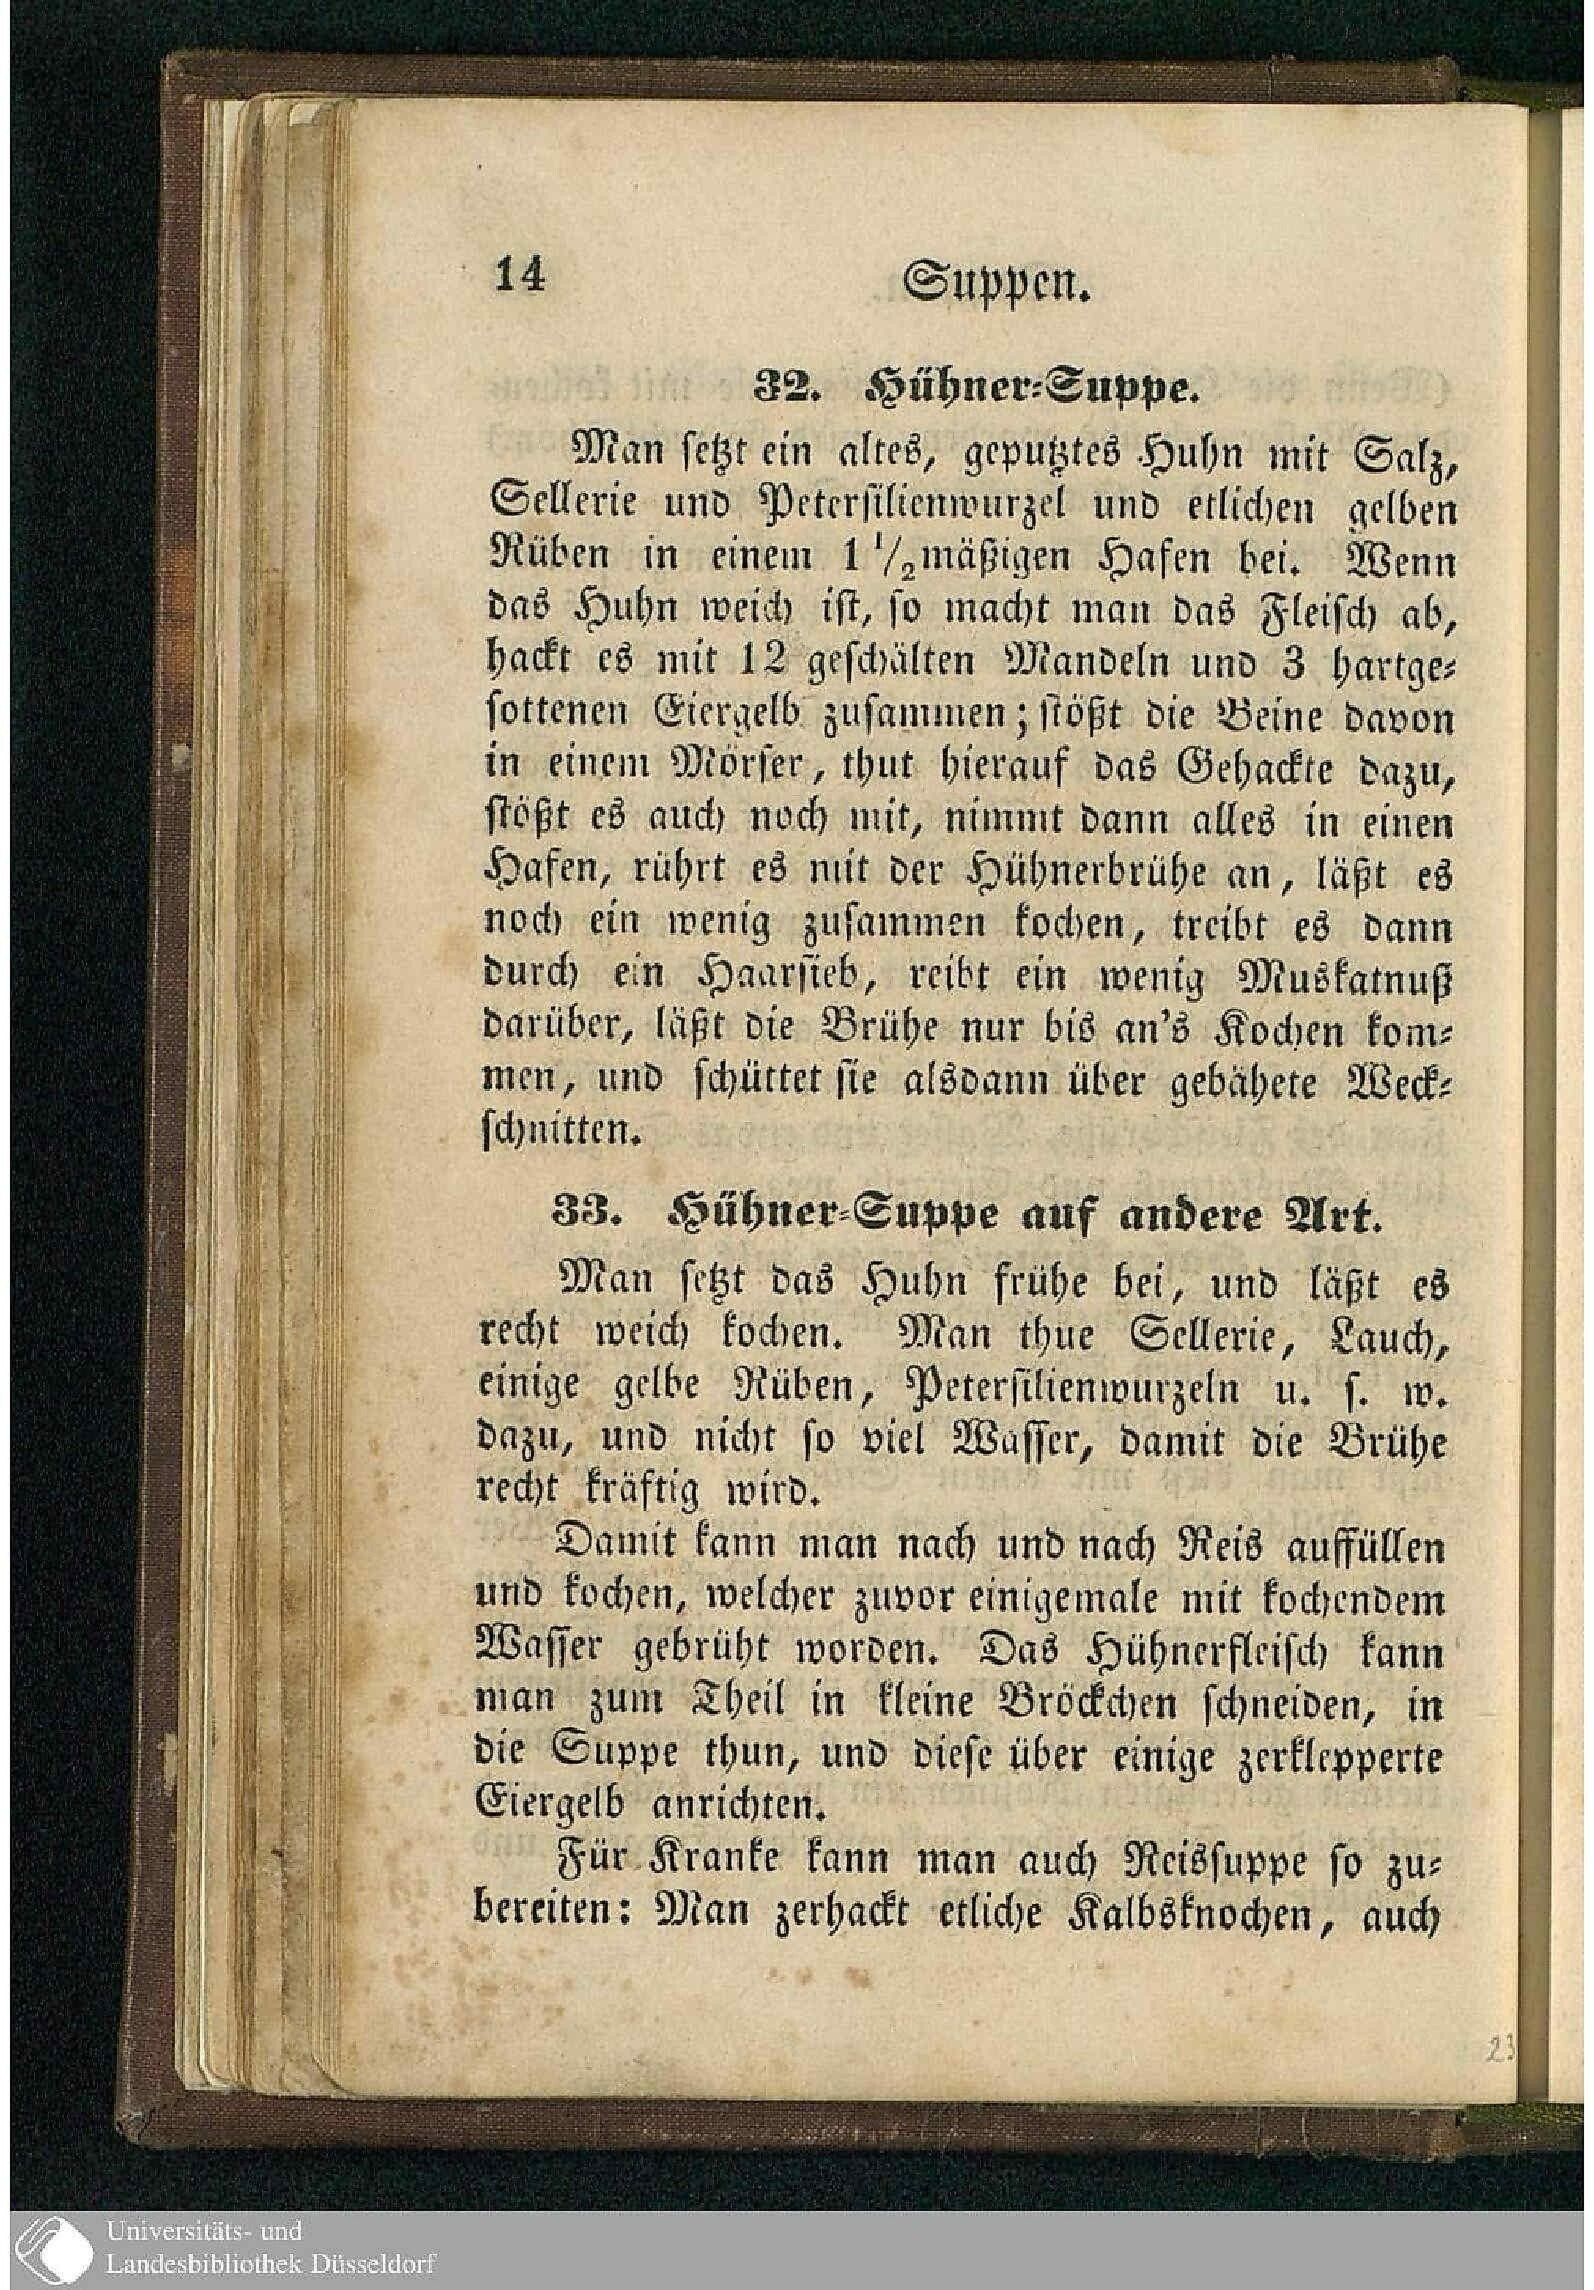 14 Suppen.
32. Hühner-Suppe.
Man setzt ein altes, geputztes Huhn mit Salz,
Sellerie und Petersilienwurzel und etlichen gelben
Rüben in einem 1 1/2mäßigen Hafen bei. Wenn
das Huhn weich ist, so macht man das Fleisch ab,
hackt es mit 12 geschälten Mandeln und 3 hartge-
sottenen Eiergelb zusammen; stößt die Beine davon
in einem Mörser, thut hierauf das Gehackte dazu,
stößt es auch noch mit, nimmt dann alles in einen
Hafen, rührt es mit der Hühnerbrühe an, läßt es
noch ein wenig zusammen kochen, treibt es dann
durch ein Haarsieb, reibt ein wenig Muskatnuß
darüber, läßt die Brühe nur bis an's Kochen kom-
men, und schüttet sie alsdann über gebähete Weck-
schnitten.
33. Hühner-Suppe auf andere Art.
Man setzt das Huhn frühe bei, und läßt es
recht weich kochen. Man thue Sellerie, Lauch,
einige gelbe Rüben, Petersilienwurzeln u. s. w.
dazu, und nicht so viel Wasser, damit die Brühe
recht kräftig wird.
Damit kann man nach und nach Reis auffüllen
und kochen, welcher zuvor einigemale mit kochendem
Wasser gebrüht worden. Das Hühnerfleisch kann
man zum Theil in kleine Bröckchen schneiden, in
die Suppe thun, und diese über einige zerklepperte
Eiergelb anrichten.
Für Kranke kann man auch Reissuppe so zu-
bereiten: Man zerhackt etliche Kalbsknochen, auch
23
Universitäts- und
Landesbibliothek Düsseldorf